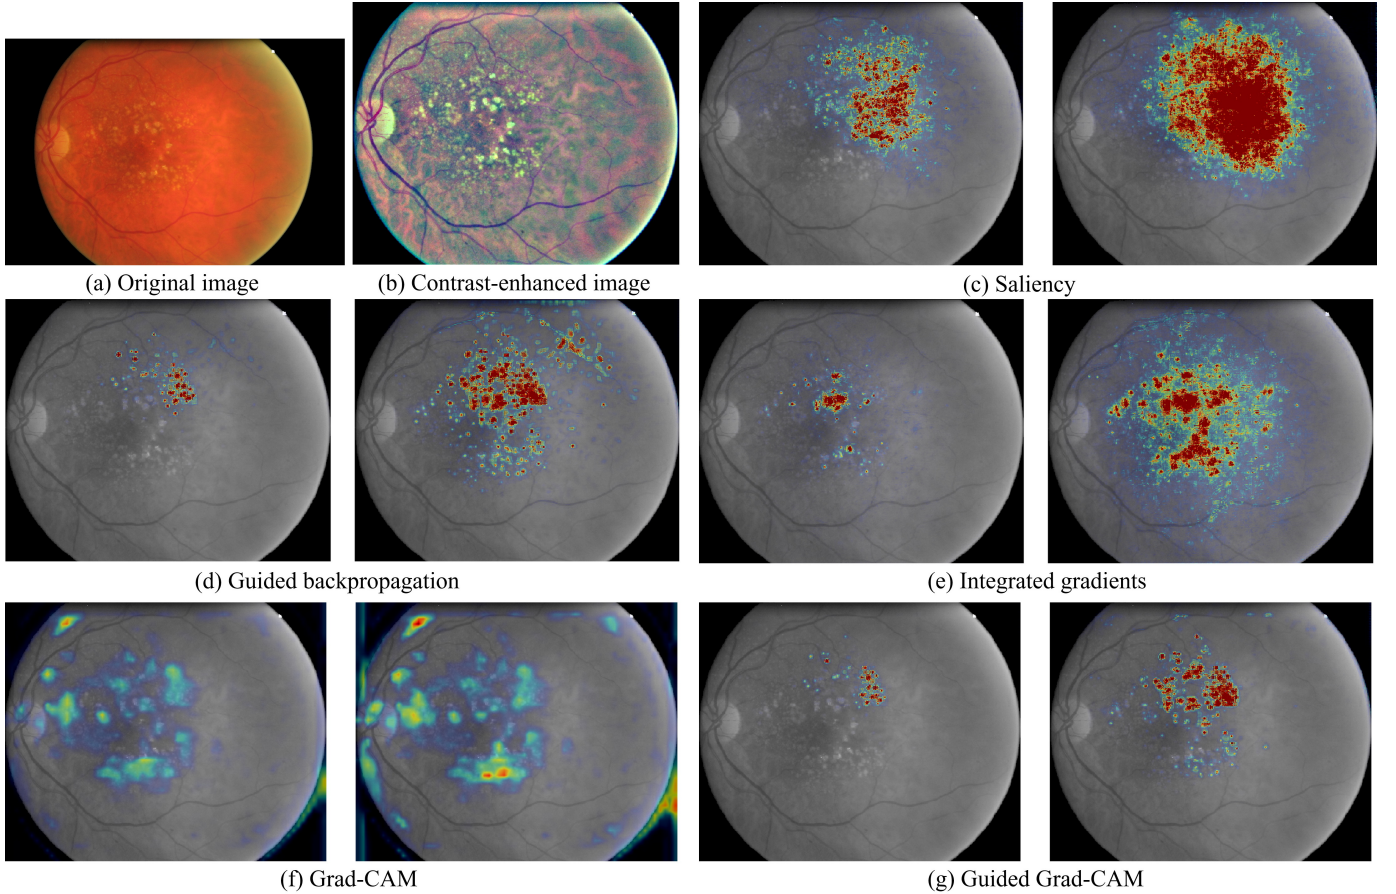 (a) Original image
(b) Contrast-enhanced image
(c) Saliency
(d) Guided backpropagation
(e) Integrated gradients
(f) Grad-CAM
(g) Guided Grad-CAM